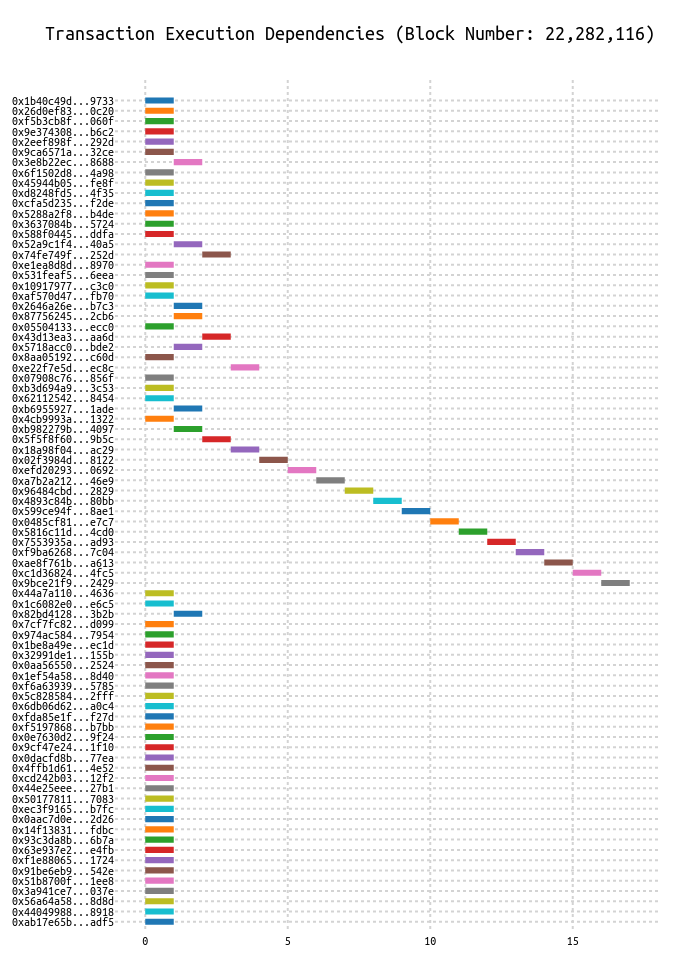 Transaction Execution Dependencies (Block Number: 22,282,116)
0x1b40c49d...9733
0x26d0ef83...0c20
0xf5b3cb8f...060f
0x9e374308...b6c2
0x2eef898f...292d
0x9ca6571a...32ce
0x3e8b22ec...8688
0x6f1502d8...4a98
0x45944b05...fe8f
0xd8248fd5...4f35
0xcfa5d235...f2de
0x5288a2f8...b4de
0x3637084b...5724
0x588f0445...ddfa
0x52a9c1f4...40a5
0x74fe749f...252d
0xe1ea8d8d...8970
0x531feaf5...6eea
0x10917977...c3c0
0xaf570d47...fb70
0x2646a26e...b7c3
0x87756245...2cb6
0x05504133...ecc0
0x43d13ea3...aa6d
0x5718acc0...bde2
0x8aa05192...c60d
0xe22f7e5d...ec8c
0x07908c76...856f
0xb3d694a9...3c53
0x62112542...8454
0xb6955927...1ade
0x4cb9993a...1322
0xb982279b...4097
0x5f5f8f60...9b5c
0x18a98f04...ac29
0x02f3984d...8122
0xefd20293...0692
0xa7b2a212...46e9
0x96484cbd...2829
0x4893c84b...80bb
0x599ce94f...8ae1
0x0485cf81...e7c7
0x5816c11d...4cd0
0x7553935a...ad93
0xf9ba6268...7c04
0xae8f761b...a613
0xc1d36824...4fc5
0x9bce21f9...2429
0x44a7a110...4636
0x1c6082e0...e6c5
0x82bd4128...3b2b
0x7cf7fc82...d099
0x974ac584...7954
0x1be8a49e...ec1d
0x32991de1...155b
0x0aa56550...2524
0x1ef54a58...8d40
0xf6a63939...5785
0x5c828584...2fff
0x6db06d62...a0c4
0xfda85e1f...f27d
0xf5197868...b7bb
0x0e7630d2...9f24
0x9cf47e24...1f10
0x0dacfd8b...77ea
0x4ffb1d61...4e52
0xcd242b03...12f2
0x44e25eee...27b1
0x50177811...7083
0xec3f9165...b7fc
0x0aac7d0e...2d26
0x14f13831...fdbc
0x93c3da8b...6b7a
0x63e937e2...e4fb
0xf1e88065...1724
0x91be6eb9...542e
0x51b8700f...1ee8
0x3a941ce7...037e
0x56a64a58...8d8d
0x44049988...8918
0xab17e65b...adf5
0 5 10 15